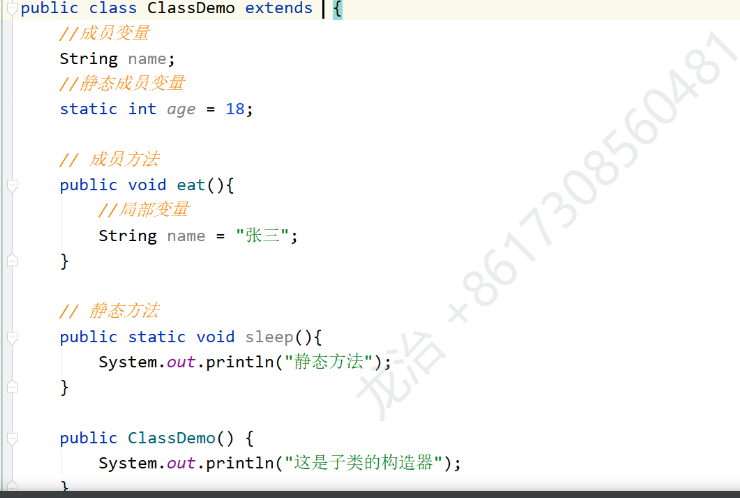 public class ClassDemo extends {
//成员变量
String name;
//静态成员变量
static int age = 18;
// 成员方法
public void eat(){
//局部变量
String name = "张三";
}
// 静态方法
public static void sleep(){
System.out.println("静态方法");
}
public ClassDemo() {
System.out.println("这是子类的构造器");
}
龙治 +8617308560481